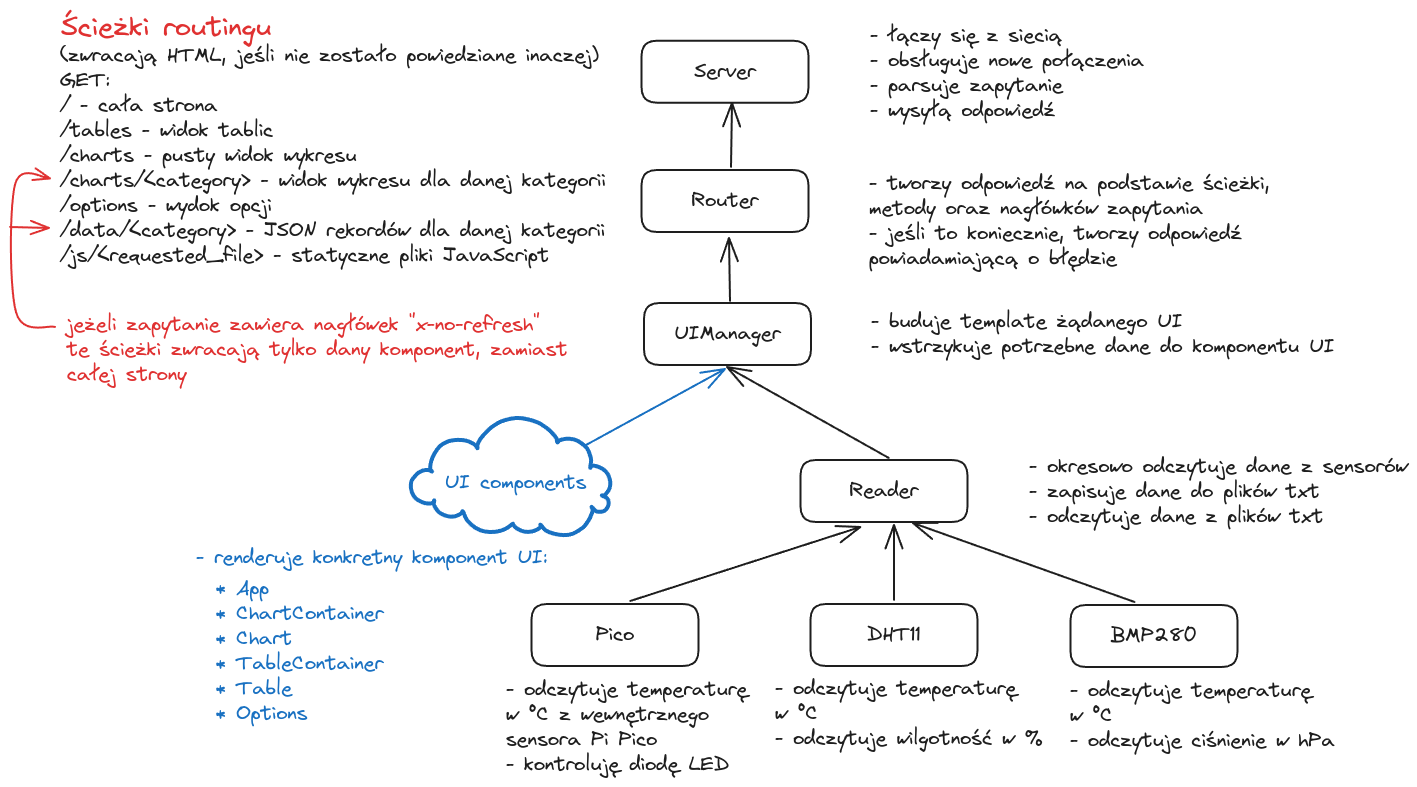 Ścieżki routingu
(zwracają HTML, jeśli nie zostało powiedziane inaczej)
GET:
/ - cała strona
/tables - widok tablic
/charts - pusty widok wykresu
/charts/<category> - widok wykresu dla danej kategorii
/options - wydok opcji
/data/<category> - JSON rekordów dla danej kategorii
/js/<requested_file> - statyczne pliki JavaScript
jeżeli zapytanie zawiera nagłówek "x-no-refresh"
te ścieżki zwracają tylko dany komponent, zamiast
całej strony
Server
- łączy się z siecią
- obsługuje nowe połączenia
- parsuje zapytanie
- wysyłą odpowiedź
Router
- tworzy odpowiedź na podstawie ścieżki,
metody oraz nagłówków zapytania
- jeśli to koniecznie, tworzy odpowiedź
powiadamiającą o błędzie
UIManager
- buduje template żądanego UI
- wstrzykuje potrzebne dane do komponentu UI
UI components
- renderuje konkretny komponent UI:
* App
* ChartContainer
* Chart
* TableContainer
* Table
* Options
Reader
- okresowo odczytuje dane z sensorów
- zapisuje dane do plików txt
- odczytuje dane z plików txt
Pico
- odczytuje temperaturę
w °C z wewnętrznego
sensora Pi Pico
- kontroluję diodę LED
DHT11
- odczytuje temperaturę
w °C
- odczytuje wilgotność w %
BMP280
- odczytuje temperaturę
w °C
- odczytuje ciśnienie w hPa